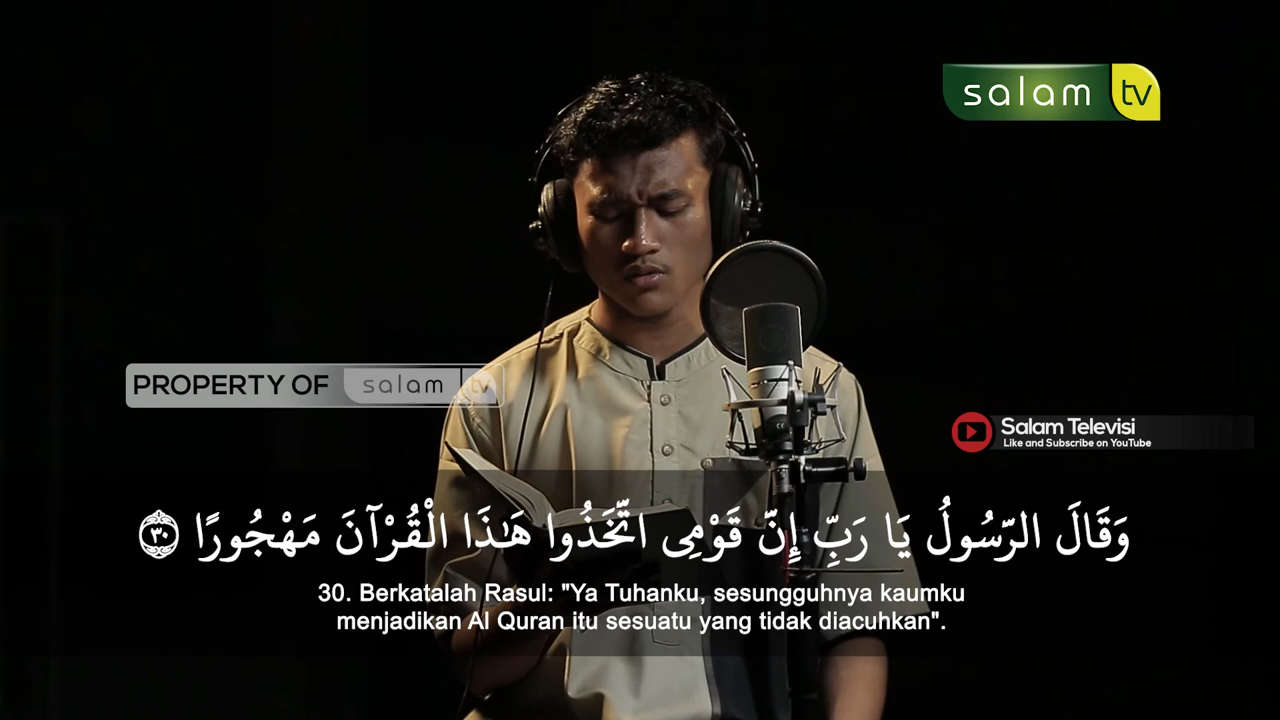 salam tv
PROPERTY OF salam tv
Salam Televisi
Like and Subscribe on YouTube
وَقَالَ الرَّسُولُ يَا رَبِّ إِنَّ قَوْمِي اتَّخَذُوا هَٰذَا الْقُرْآنَ مَهْجُورًا ٣٠
30. Berkatalah Rasul: "Ya Tuhanku, sesungguhnya kaumku
menjadikan Al Quran itu sesuatu yang tidak diacuhkan".